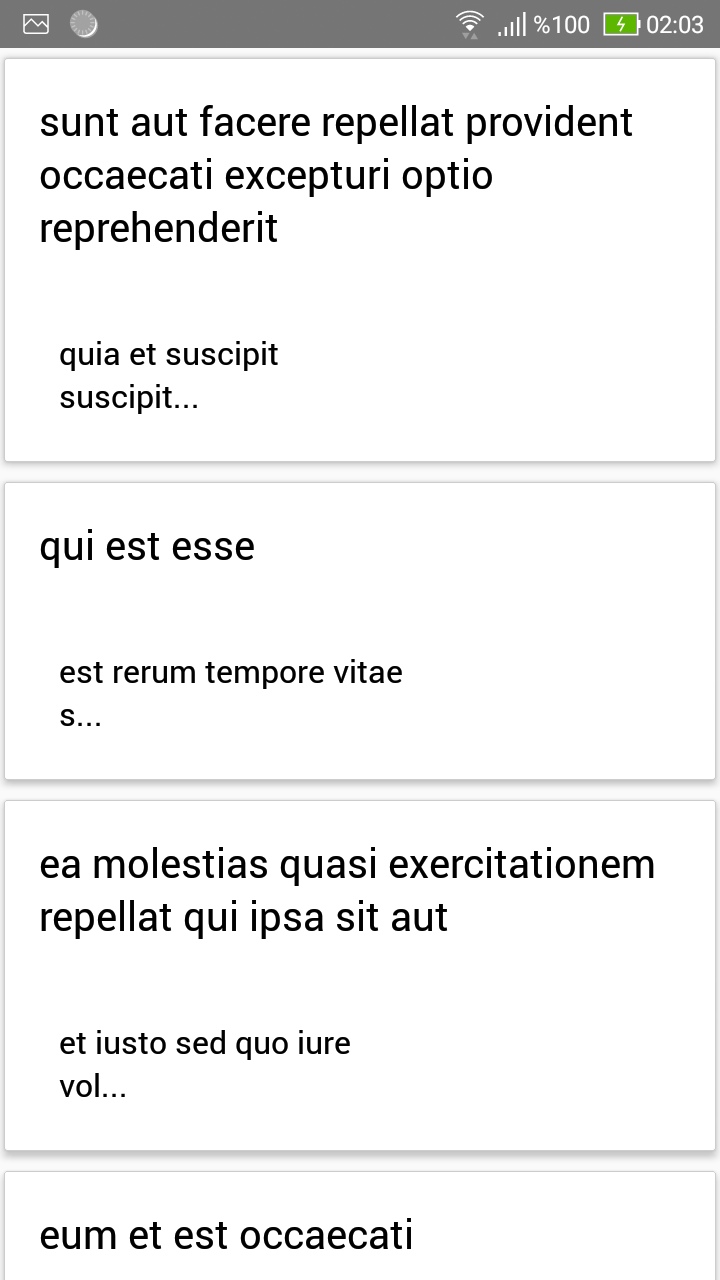 %100 02:03
sunt aut facere repellat provident
occaecati excepturi optio
reprehenderit
quia et suscipit
suscipit...
qui est esse
est rerum tempore vitae
s...
ea molestias quasi exercitationem
repellat qui ipsa sit aut
et iusto sed quo iure
vol...
eum et est occaecati